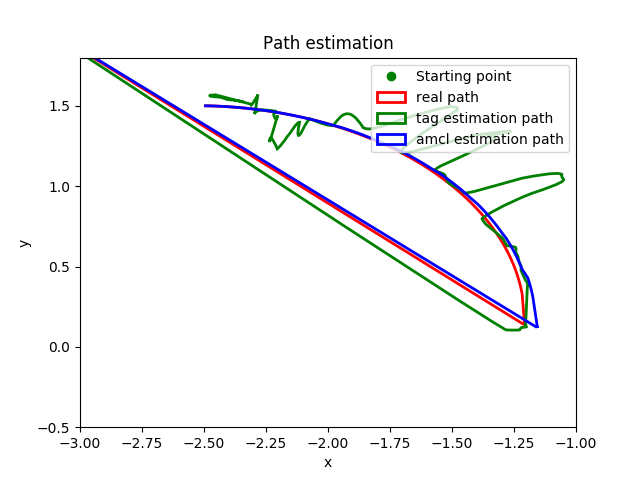 Path estimation
Starting point
real path
tag estimation path
amcl estimation path
y
1.5
1.0
0.5
0.0
−0.5
−3.00 −2.75 −2.50 −2.25 −2.00 −1.75 −1.50 −1.25 −1.00
x